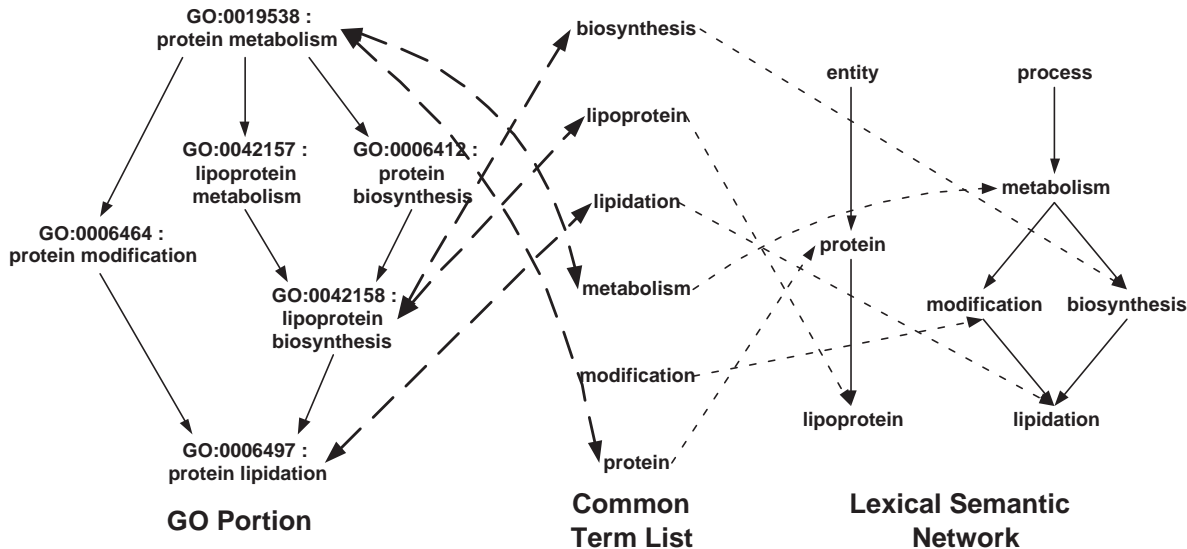 GO:0019538 :
protein metabolism
GO:0042157 :
lipoprotein
metabolism
GO:0006412 :
protein
biosynthesis
GO:0006464 :
protein modification
GO:0042158 :
lipoprotein
biosynthesis
GO:0006497 :
protein lipidation
GO Portion
biosynthesis
lipoprotein
lipidation
metabolism
modification
protein
Common
Term List
entity
process
metabolism
protein
modification
biosynthesis
lipoprotein
lipidation
Lexical Semantic
Network